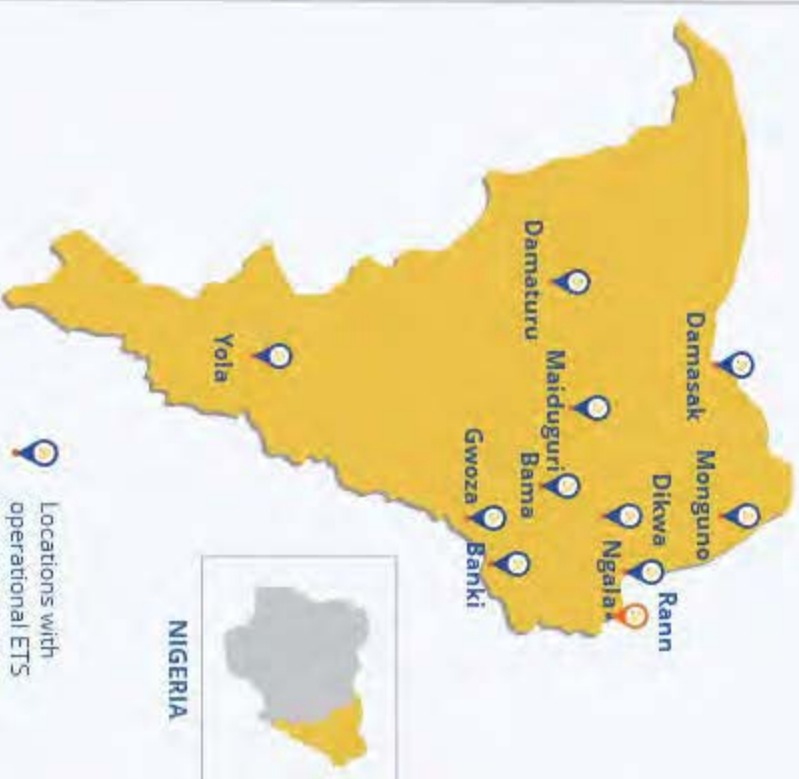 Damasak
Monguno
Dikwa
Rann
Ngala
Damaturu
Maiduguri
Bama
Gwoza
Banki
Yola
NIGERIA
Locations with
operational ETS